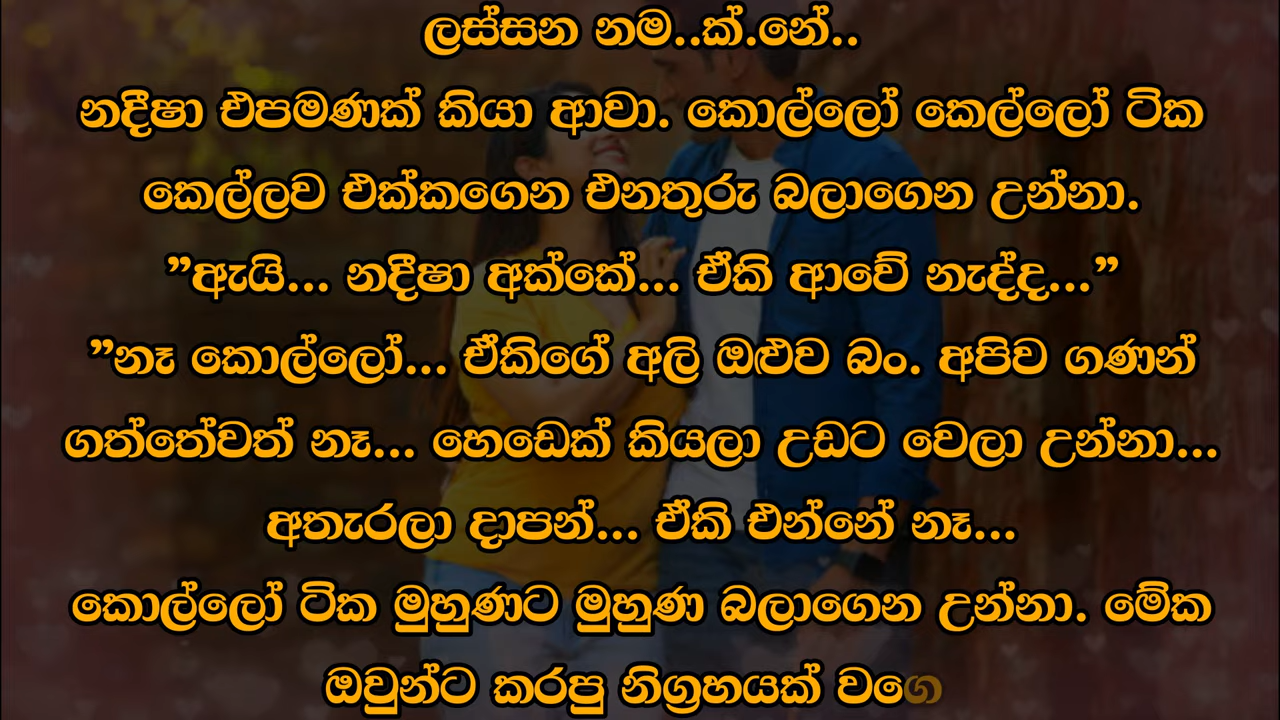 ලස්සන නම..ක්.නේ..
නදීෂා එපමණක් කියා ආවා. කොල්ලෝ කෙල්ලෝ ටික
කෙල්ලව එක්කගෙන එනතුරු බලාගෙන උන්නා.
”ඇයි... නදීෂා අක්කේ... ඒකි ආවේ නැද්ද...”
”නෑ කොල්ලෝ... ඒකිගේ අලි ඔළුව බං. අපිව ගණන්
ගත්තේවත් නෑ... හෙඩෙක් කියලා උඩට වෙලා උන්නා...
අතැරලා දාපන්... ඒකි එන්නේ නෑ...
කොල්ලෝ ටික මුහුණට මුහුණ බලාගෙන උන්නා. මේක
ඔවුන්ට කරපු නිග්‍රහයක් වගෙ